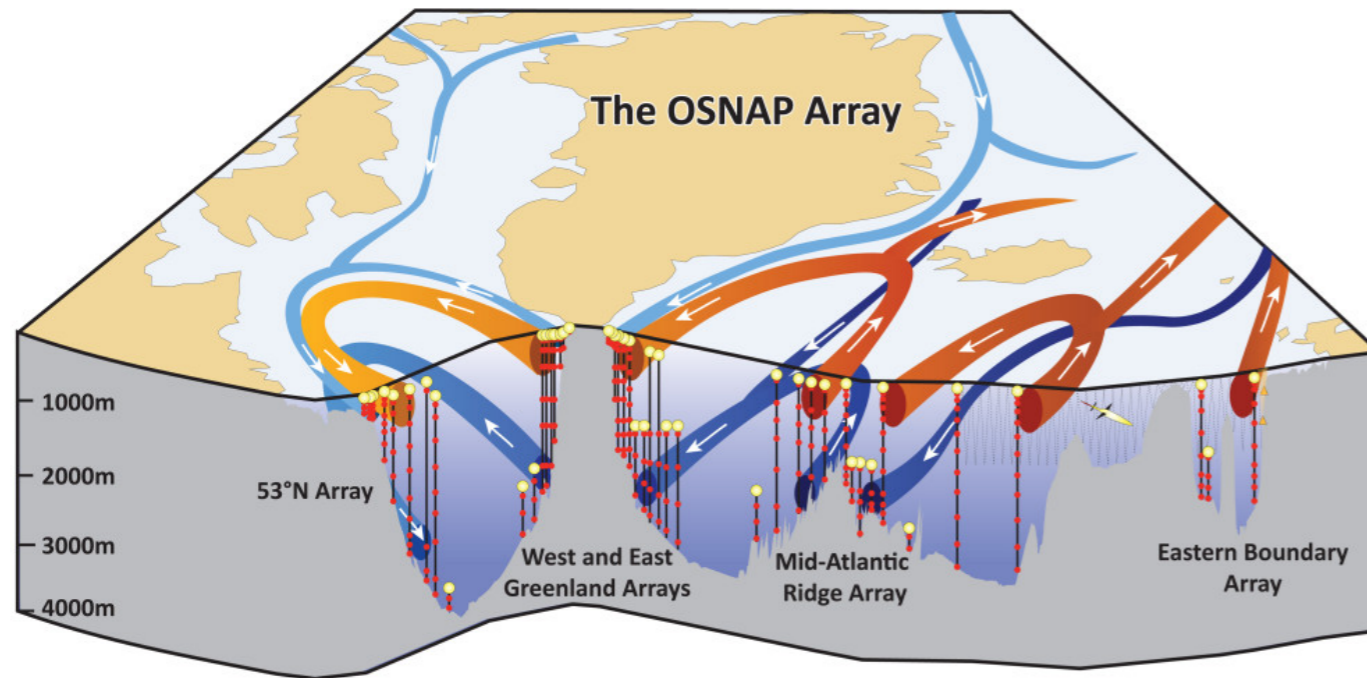 The OSNAP Array
1000m
2000m
3000m
4000m
53°N Array
West and East
Greenland Arrays
Mid-Atlantic
Ridge Array
Eastern Boundary
Array